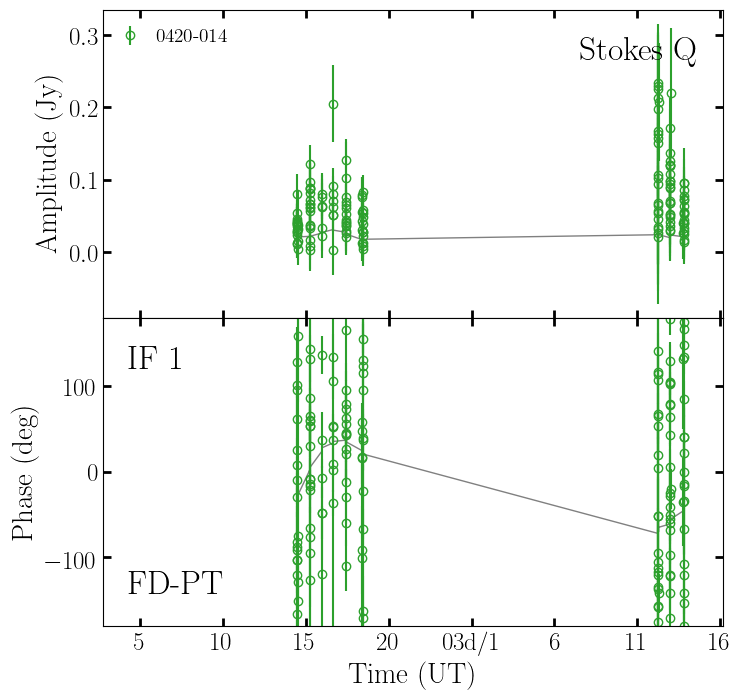 0420-014
Stokes Q
0.3
0.2
0.1
0.0
Amplitude (Jy)
IF 1
100
0
−100
Phase (deg)
FD-PT
5 10 15 20 03d/1 6 11 16
Time (UT)